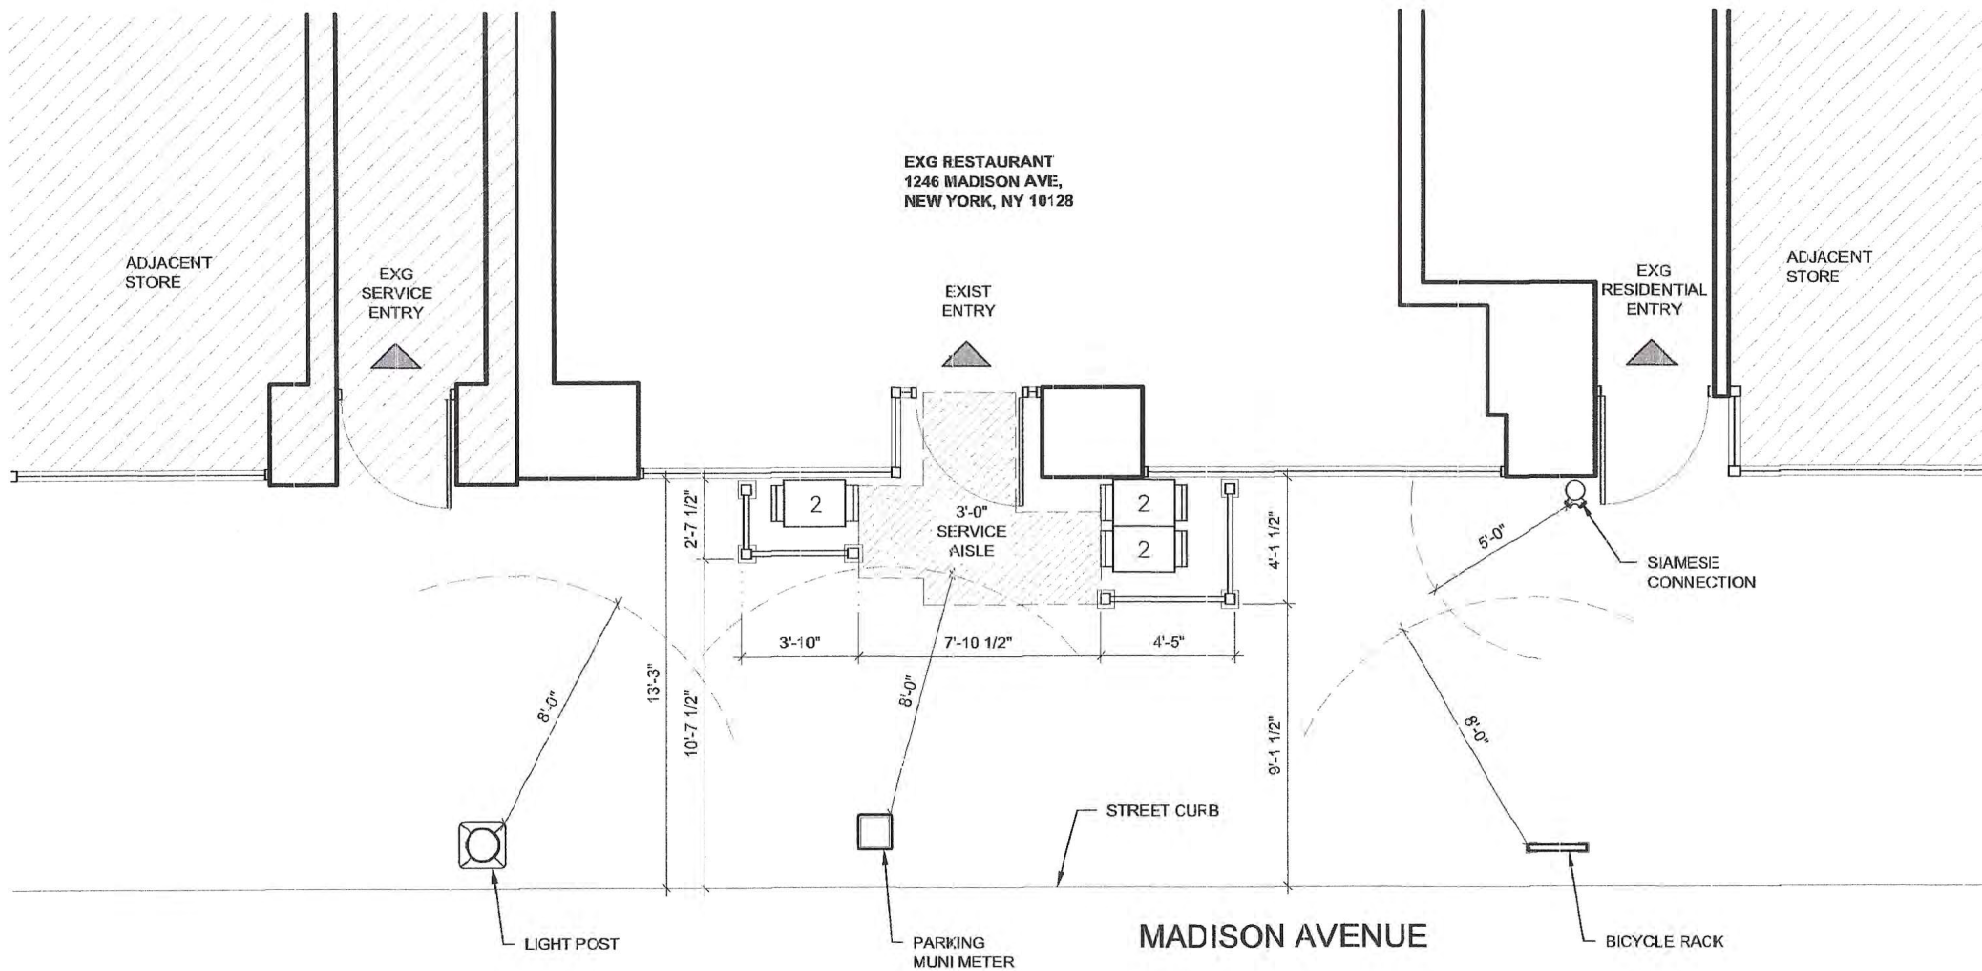 EXG RESTAURANT
1246 MADISON AVE,
NEW YORK, NY 10128
ADJACENT
STORE
EXG
SERVICE
ENTRY
EXIST
ENTRY
EXG
RESIDENTIAL
ENTRY
ADJACENT
STORE
2
3'-0"
SERVICE
AISLE
2
2
2'-7 1/2"
4'-1 1/2"
5'-0"
SIAMESE
CONNECTION
3'-10"
7'-10 1/2"
4'-5"
8'-0"
13'-3"
10'-7 1/2"
8'-0"
9'-1 1/2"
8'-0"
STREET CURB
LIGHT POST
PARKING
MUNI METER
MADISON AVENUE
BICYCLE RACK